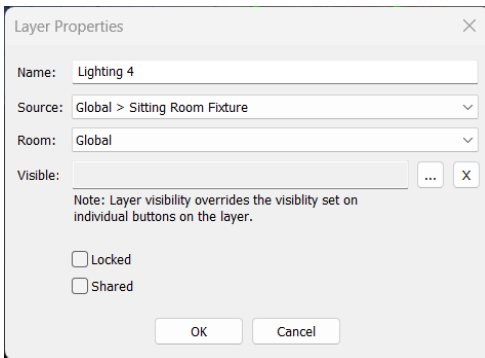 Layer Properties
Name: Lighting 4
Source: Global > Sitting Room Fixture
Room: Global
Visible: ... X
Note: Layer visibility overrides the visiblity set on
individual buttons on the layer.
Locked
Shared
OK Cancel